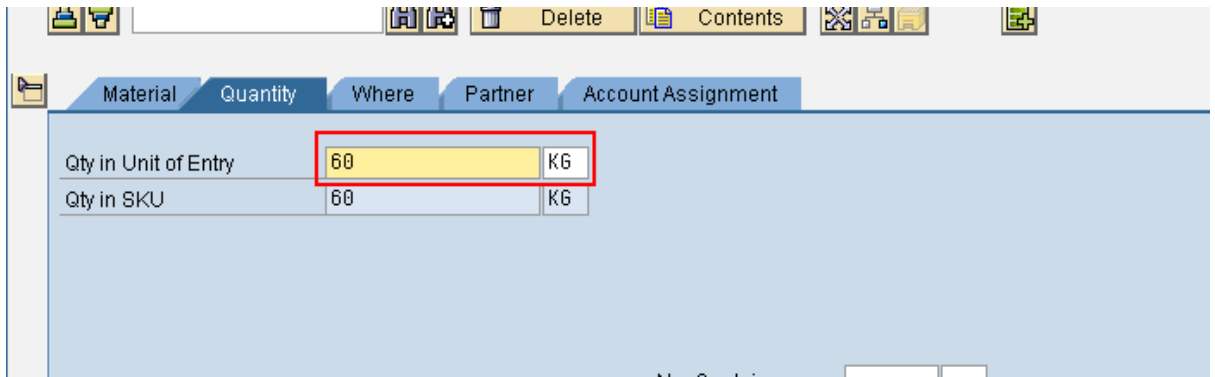 Delete Contents
Material Quantity Where Partner Account Assignment
Qty in Unit of Entry 60 KG
Qty in SKU 60 KG